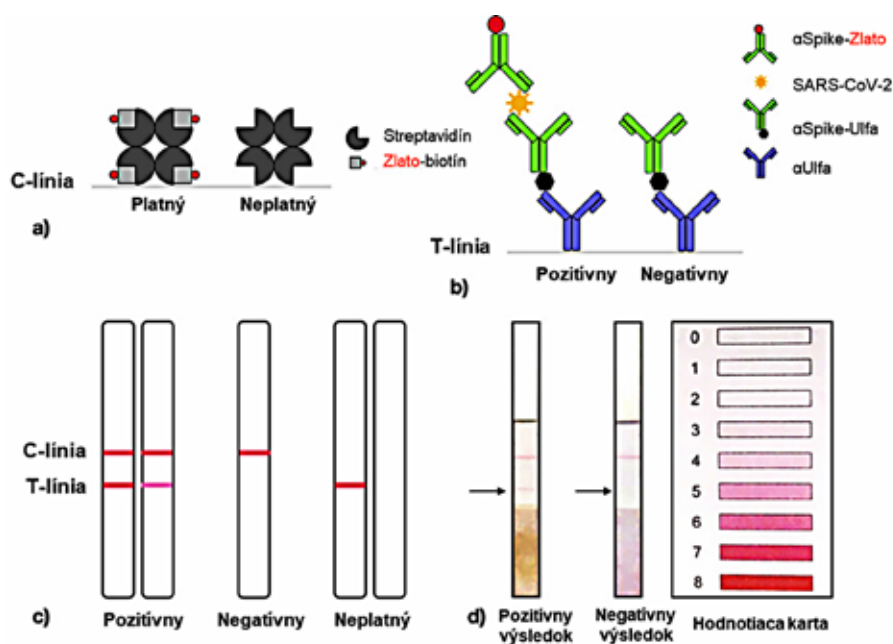 a)
C-línia
Platný
Neplatný
Streptavidín
Zlato-biotín
b)
T-línia
Pozitívny
Negatívny
αSpike-Zlato
SARS-CoV-2
αSpike-Ulfa
αUlfa
c)
C-línia
T-línia
Pozitívny
Negatívny
Neplatný
d)
Pozitívny
výsledok
Negatívny
výsledok
0
1
2
3
4
5
6
7
8
Hodnotiaca karta